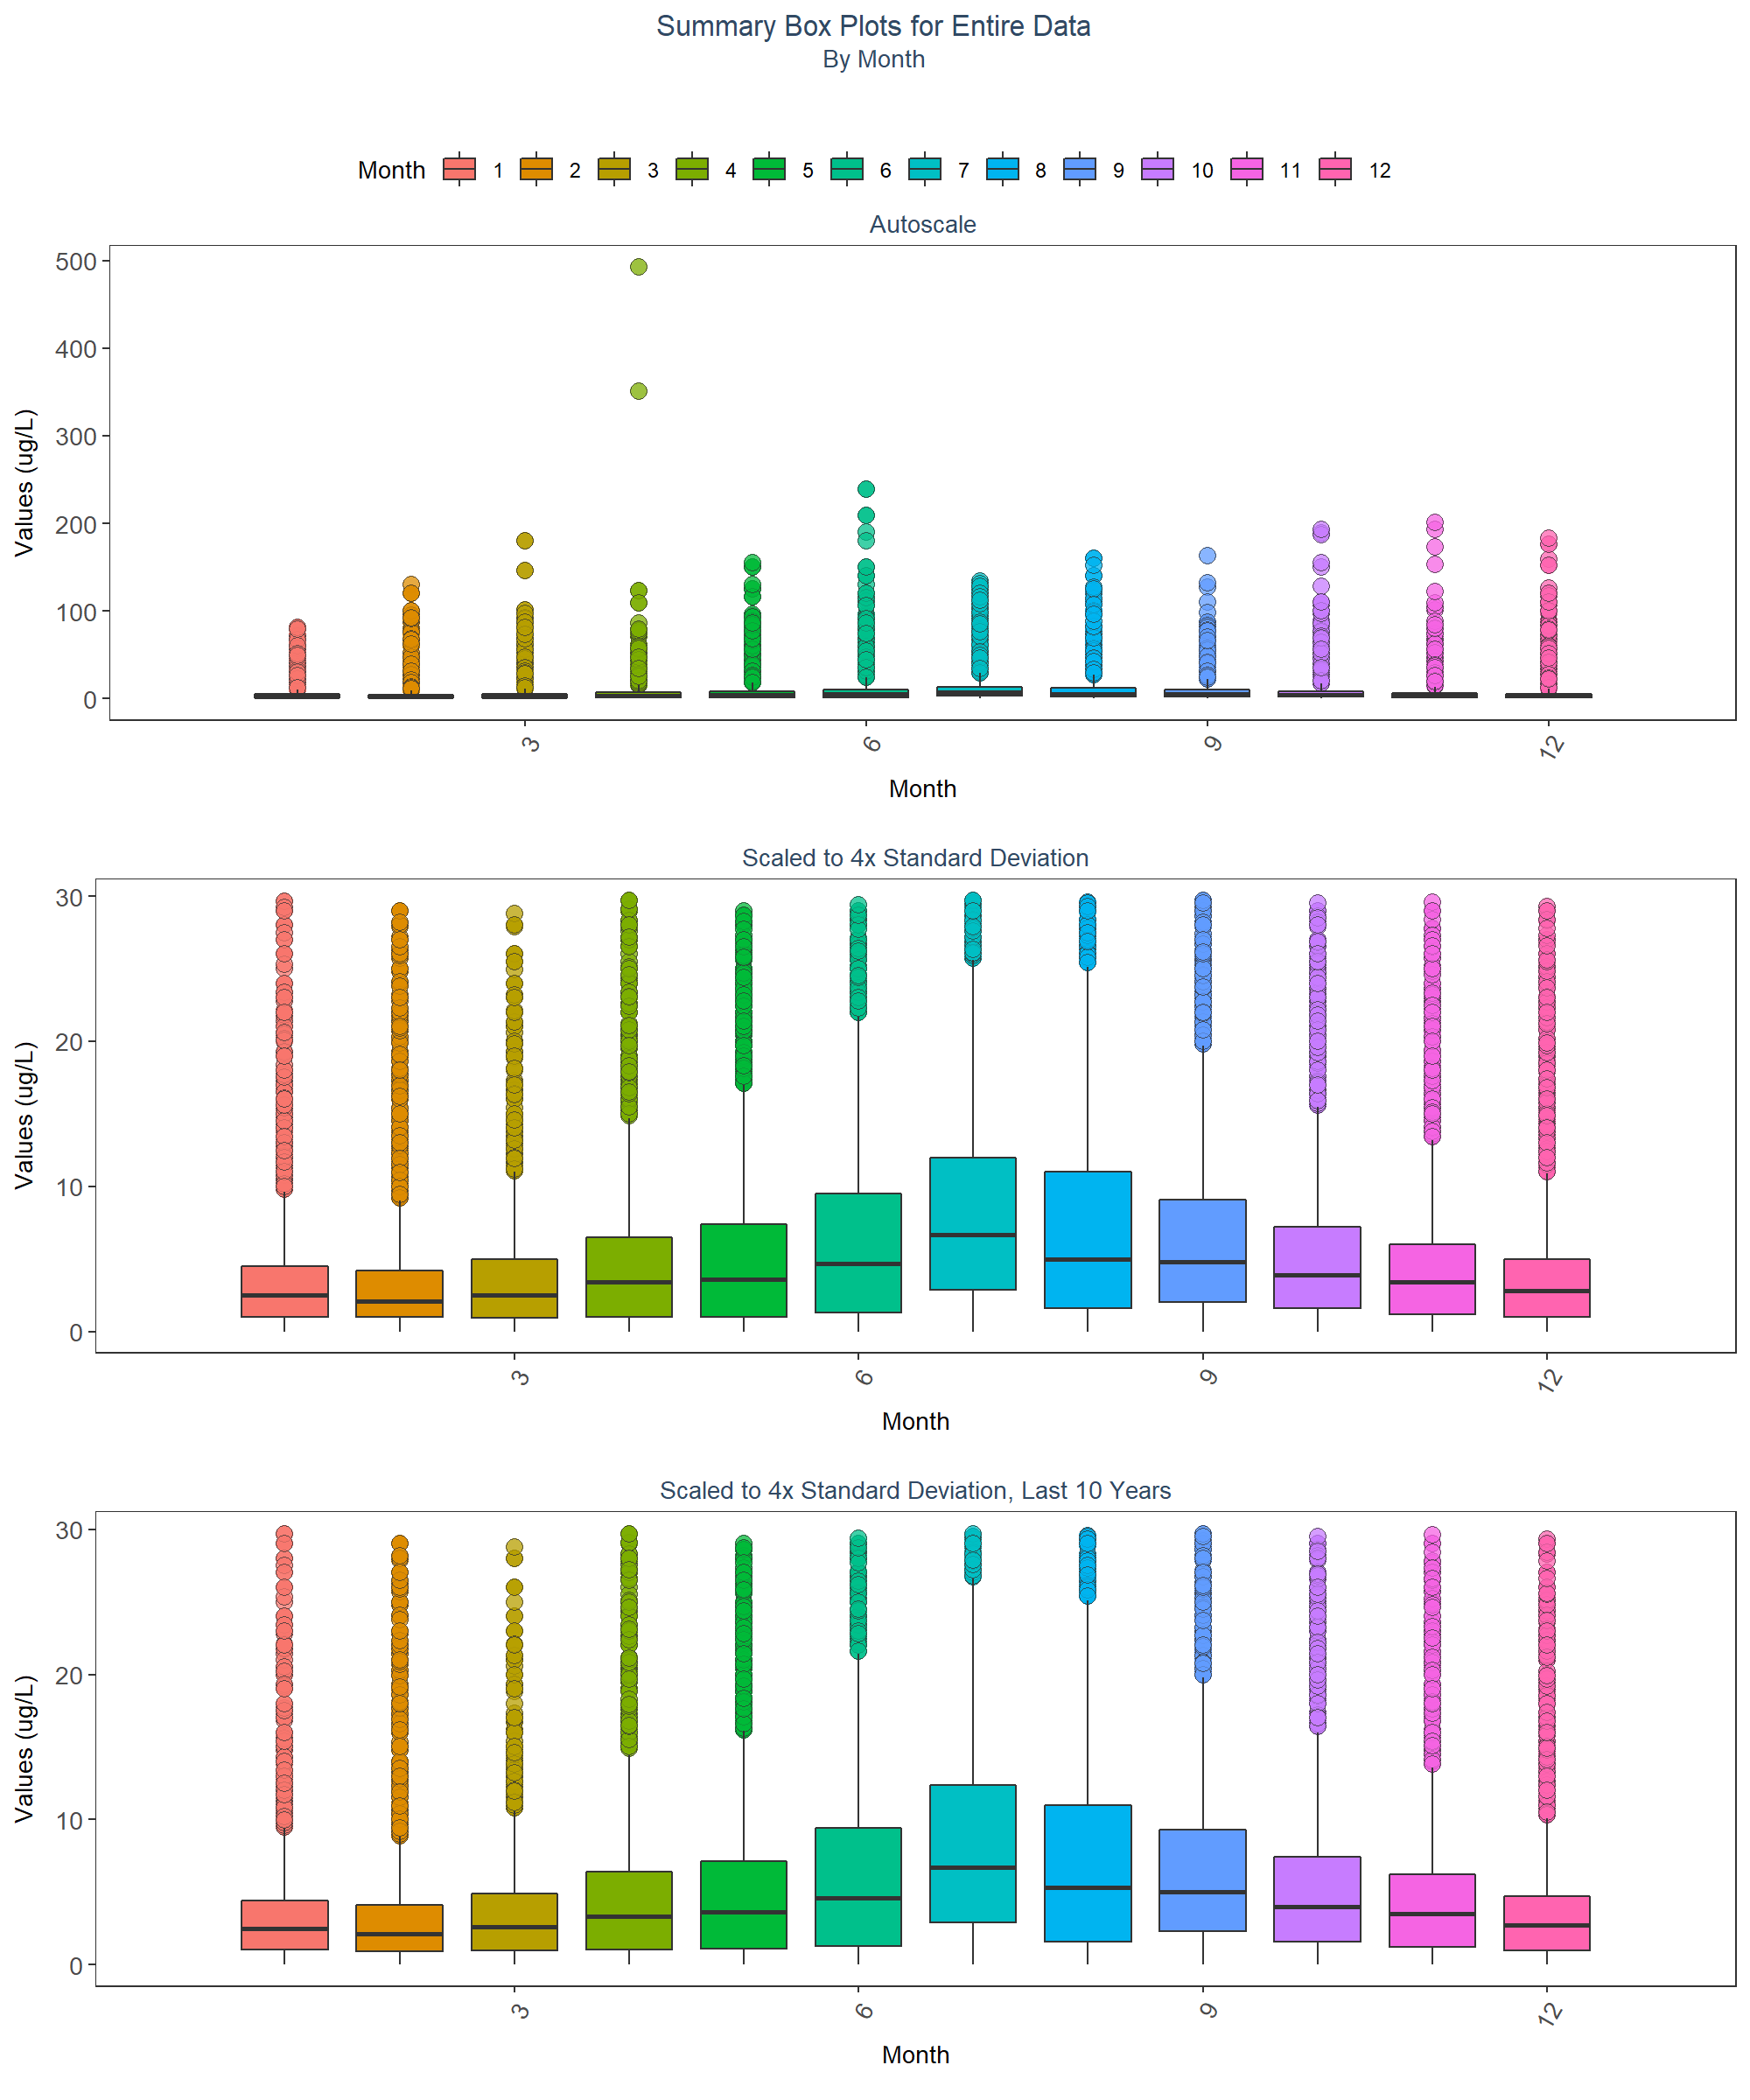 Summary Box Plots for Entire Data
By Month
Month 1 2 3 4 5 6 7 8 9 10 11 12
Autoscale
Values (ug/L)
500
400
300
200
100
0
3 6 9 12
Month
Scaled to 4x Standard Deviation
Values (ug/L)
30
20
10
0
3 6 9 12
Month
Scaled to 4x Standard Deviation, Last 10 Years
Values (ug/L)
30
20
10
0
3 6 9 12
Month